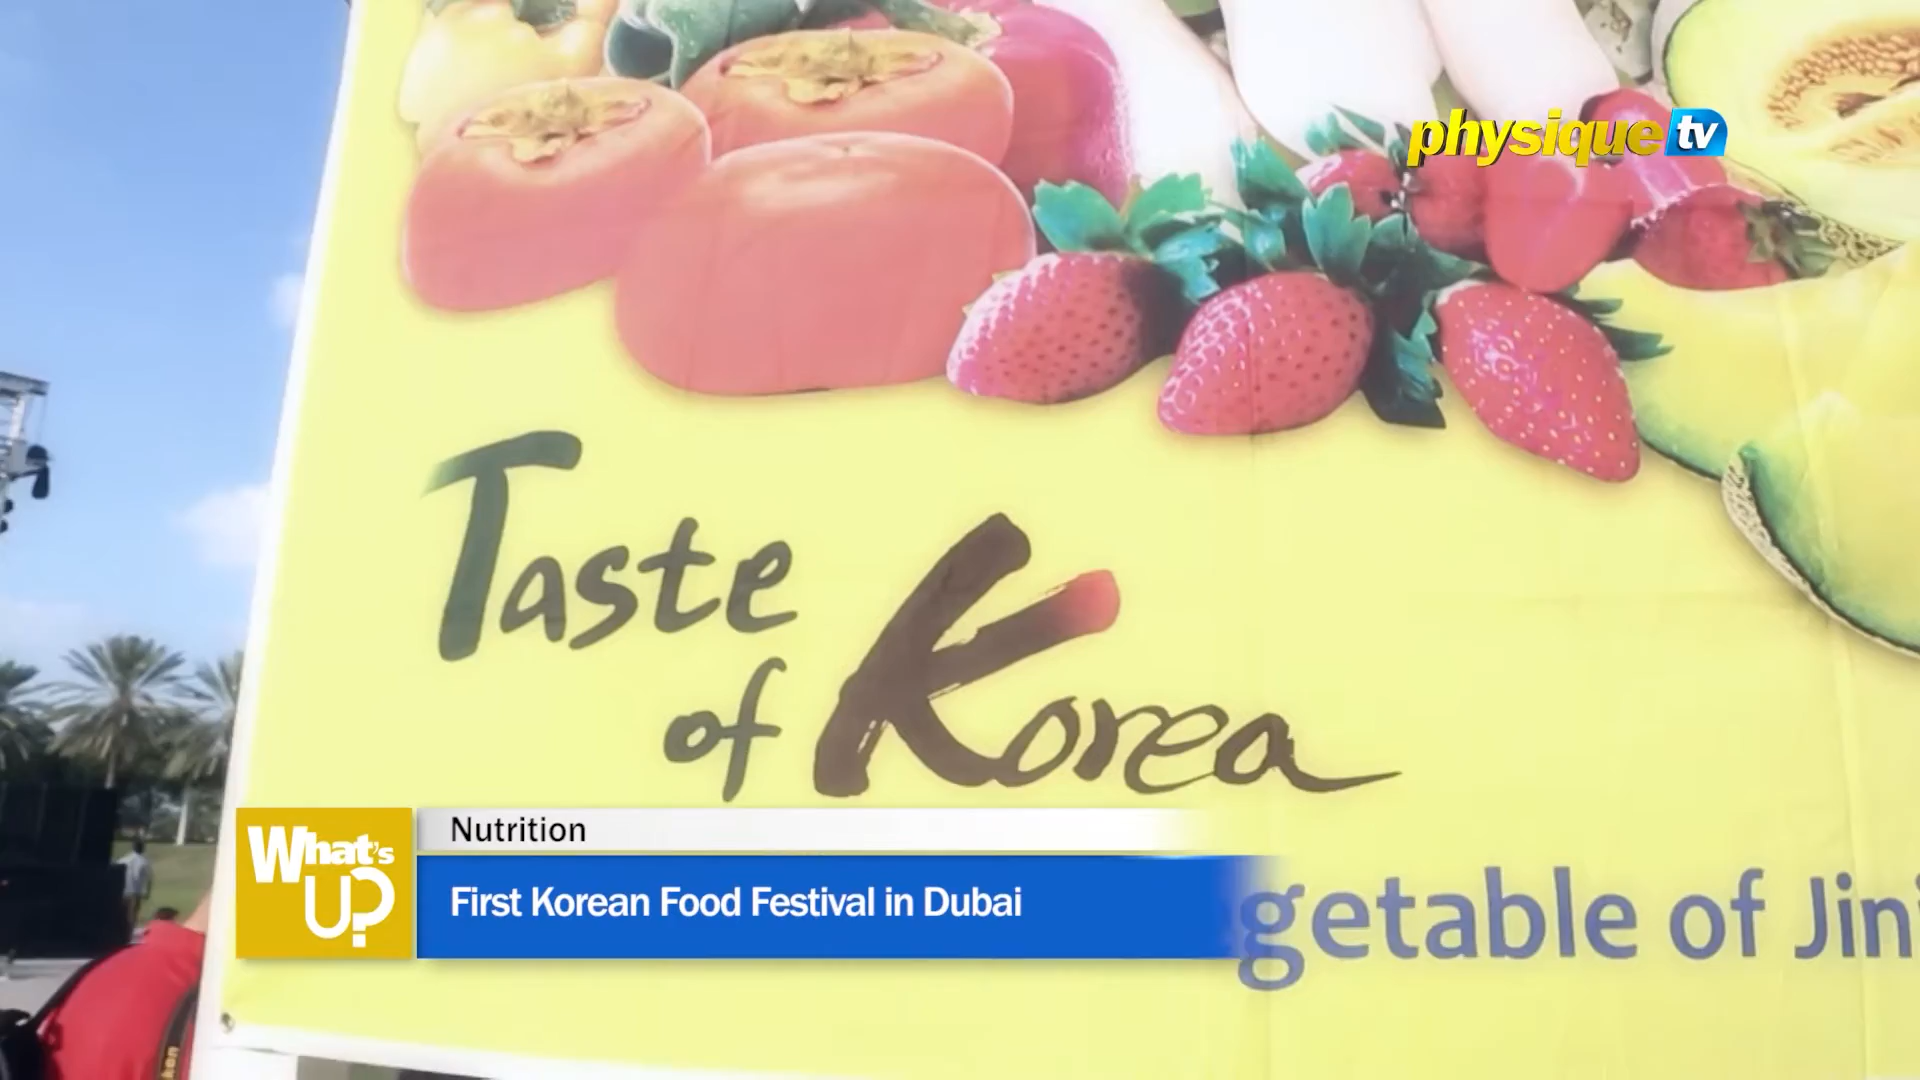 physique tv
Taste
of Korea
What's
UP?
Nutrition
First Korean Food Festival in Dubai
getable of Jin